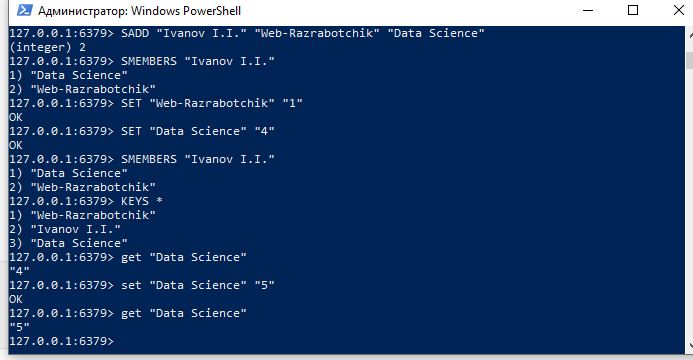 Администратор: Windows PowerShell
127.0.0.1:6379> SADD "Ivanov I.I." "Web-Razrabotchik" "Data Science"
(integer) 2
127.0.0.1:6379> SMEMBERS "Ivanov I.I."
1) "Data Science"
2) "Web-Razrabotchik"
127.0.0.1:6379> SET "Web-Razrabotchik" "1"
OK
127.0.0.1:6379> SET "Data Science" "4"
OK
127.0.0.1:6379> SMEMBERS "Ivanov I.I."
1) "Data Science"
2) "Web-Razrabotchik"
127.0.0.1:6379> KEYS *
1) "Web-Razrabotchik"
2) "Ivanov I.I."
3) "Data Science"
127.0.0.1:6379> get "Data Science"
"4"
127.0.0.1:6379> set "Data Science" "5"
OK
127.0.0.1:6379> get "Data Science"
"5"
127.0.0.1:6379>